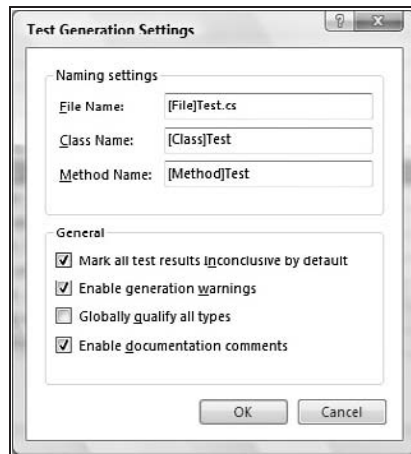 Test Generation Settings
Naming settings
File Name: [File]Test.cs
Class Name: [Class]Test
Method Name: [Method]Test
General
Mark all test results Inconclusive by default
Enable generation warnings
Globally qualify all types
Enable documentation comments
OK Cancel